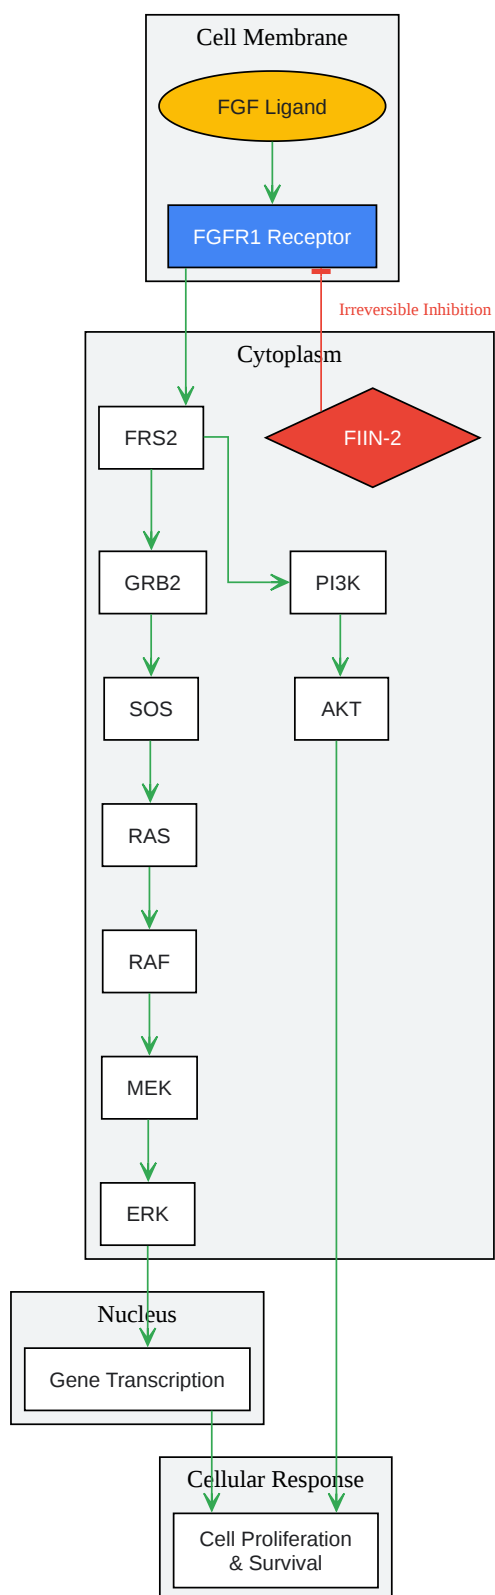 Cell Membrane
FGF Ligand
FGFR1 Receptor
Irreversible Inhibition
Cytoplasm
FRS2
FIIN-2
GRB2
PI3K
SOS
AKT
RAS
RAF
MEK
ERK
Nucleus
Gene Transcription
Cellular Response
Cell Proliferation
& Survival